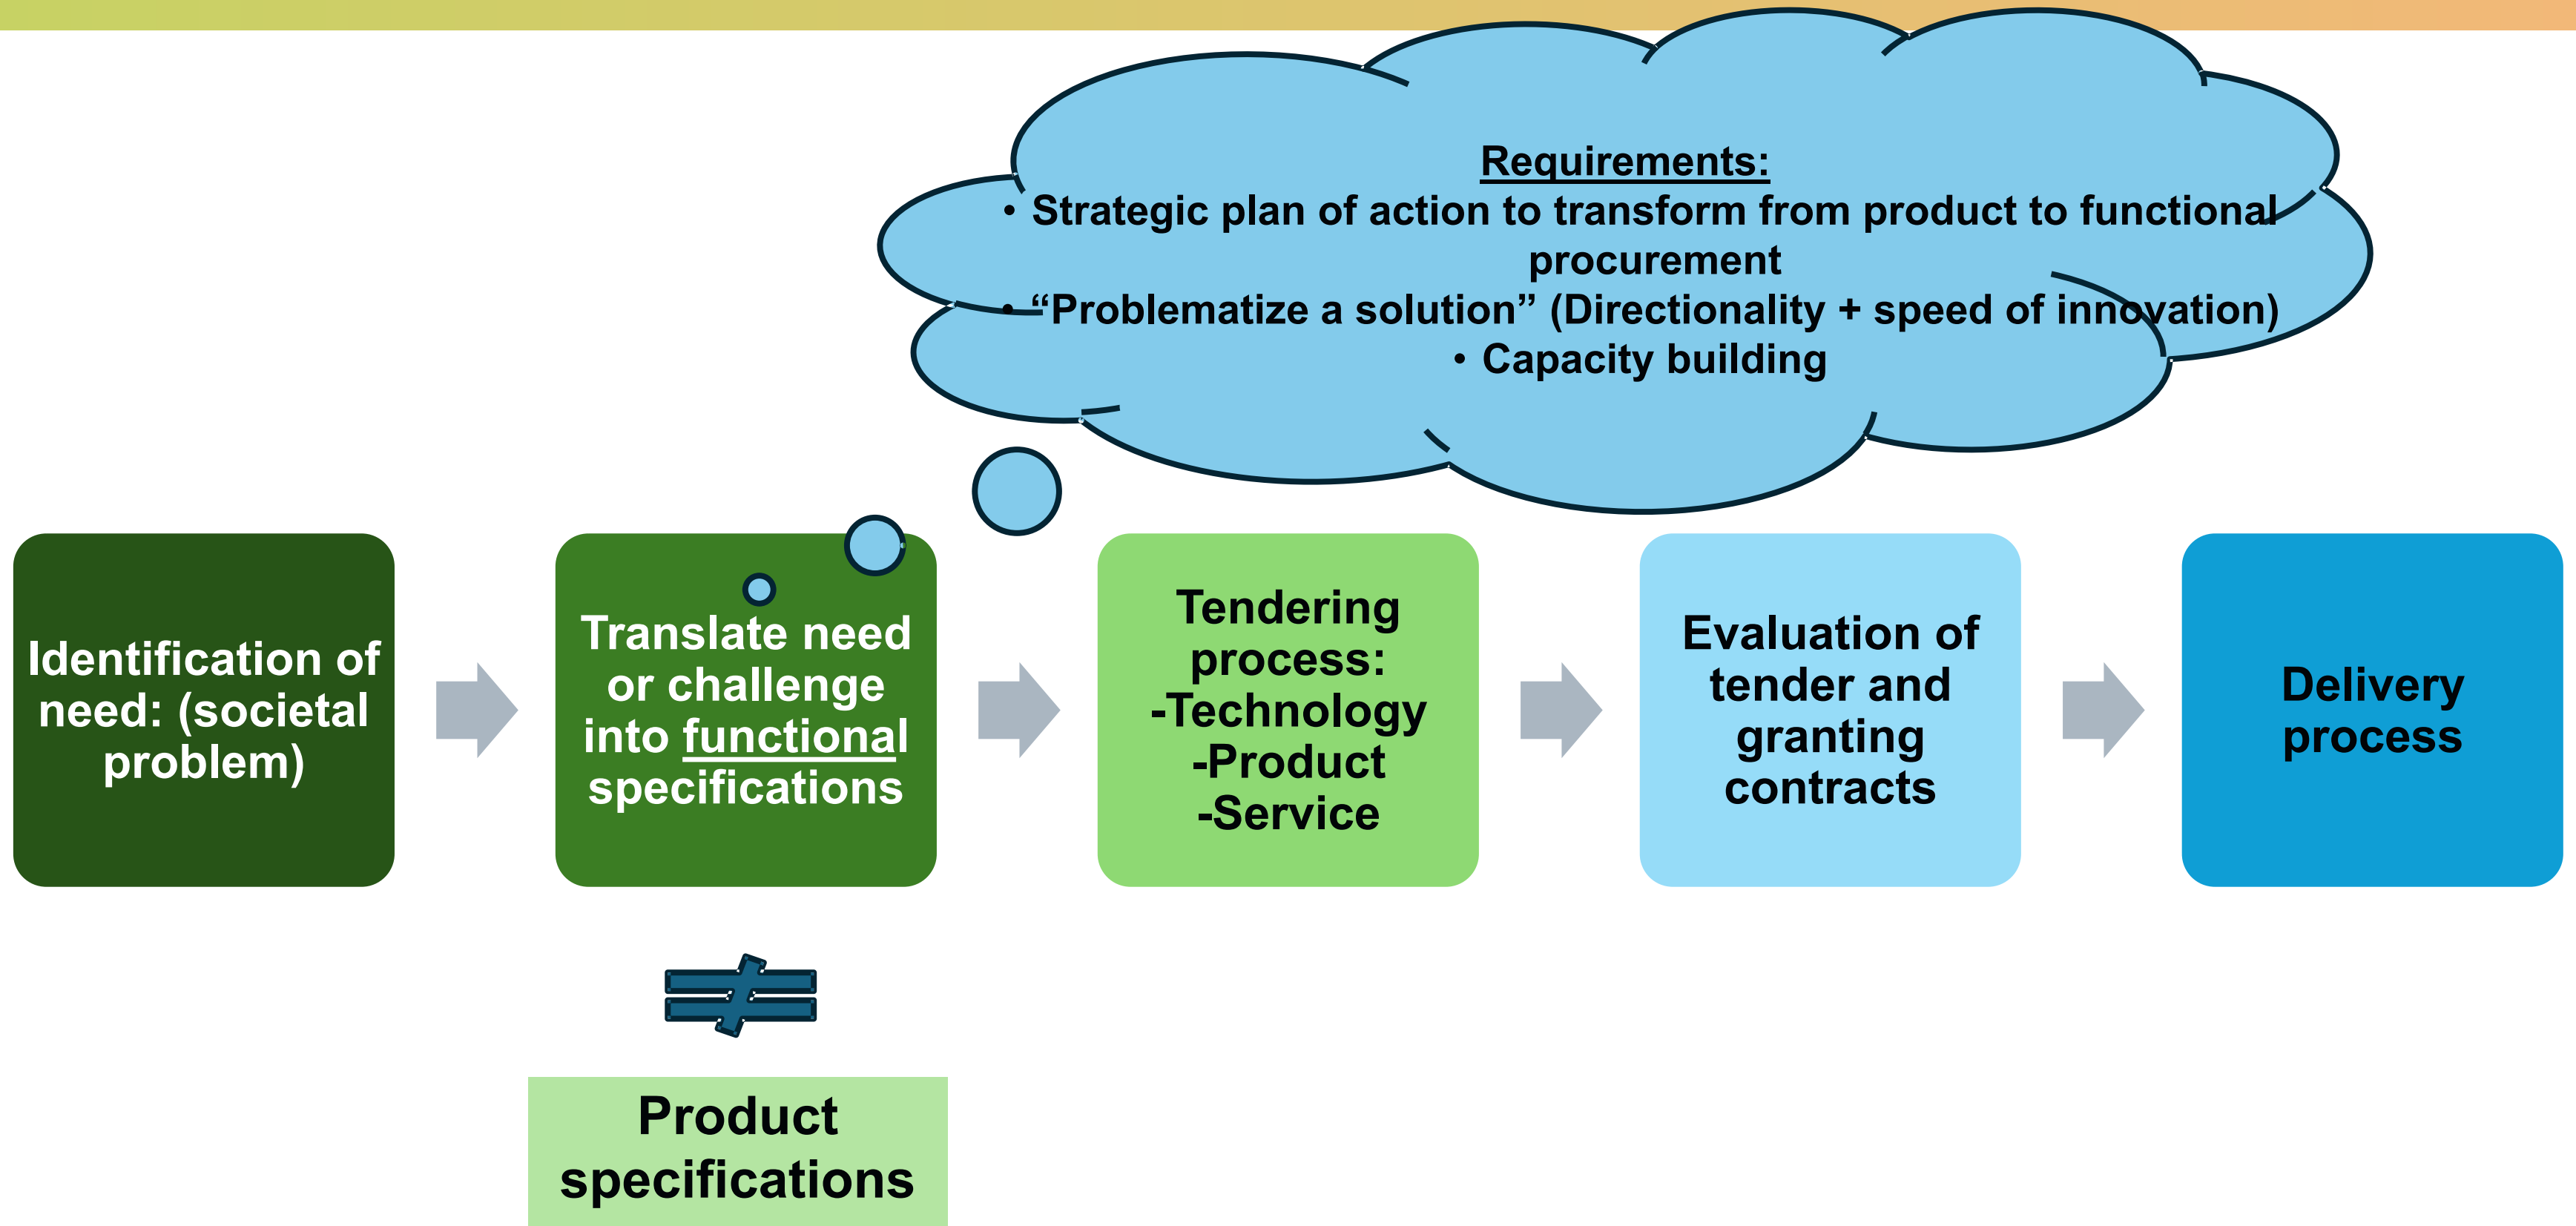 Requirements:
• Strategic plan of action to transform from product to functional
procurement
• “Problematize a solution” (Directionality + speed of innovation)
• Capacity building
Identification of
need: (societal
problem)
Translate need
or challenge
into functional
specifications
Tendering
process:
-Technology
-Product
-Service
Evaluation of
tender and
granting
contracts
Delivery
process
≠
Product
specifications